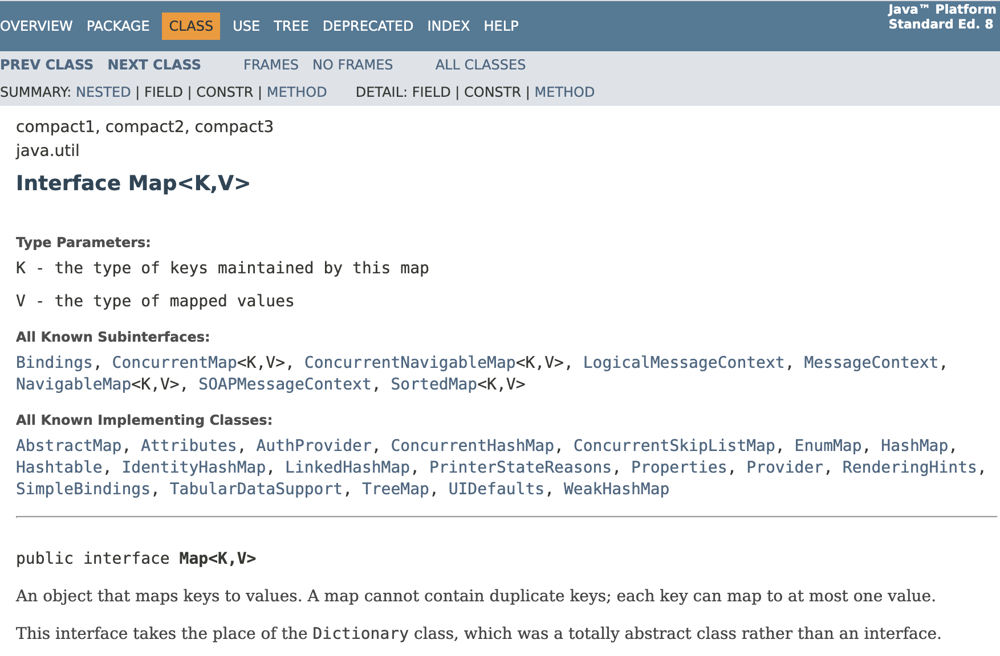 OVERVIEW PACKAGE CLASS USE TREE DEPRECATED INDEX HELP
Java™ Platform
Standard Ed. 8
PREV CLASS NEXT CLASS FRAMES NO FRAMES ALL CLASSES
SUMMARY: NESTED | FIELD | CONSTR | METHOD DETAIL: FIELD | CONSTR | METHOD
compact1, compact2, compact3
java.util
Interface Map<K,V>
Type Parameters:
K - the type of keys maintained by this map
V - the type of mapped values
All Known Subinterfaces:
Bindings, ConcurrentMap<K,V>, ConcurrentNavigableMap<K,V>, LogicalMessageContext, MessageContext,
NavigableMap<K,V>, SOAPMessageContext, SortedMap<K,V>
All Known Implementing Classes:
AbstractMap, Attributes, AuthProvider, ConcurrentHashMap, ConcurrentSkipListMap, EnumMap, HashMap,
Hashtable, IdentityHashMap, LinkedHashMap, PrinterStateReasons, Properties, Provider, RenderingHints,
SimpleBindings, TabularDataSupport, TreeMap, UIDefaults, WeakHashMap
public interface Map<K,V>
An object that maps keys to values. A map cannot contain duplicate keys; each key can map to at most one value.
This interface takes the place of the Dictionary class, which was a totally abstract class rather than an interface.